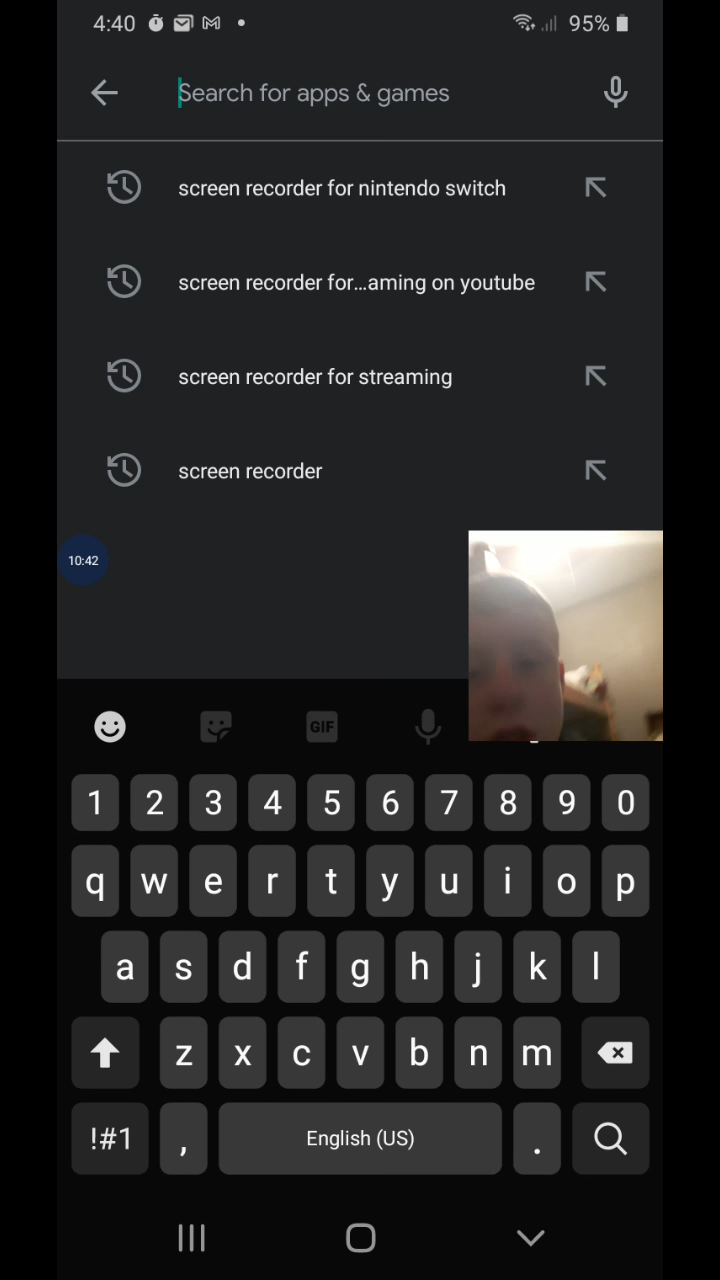 4:40 95%
Search for apps & games
screen recorder for nintendo switch
screen recorder for...aming on youtube
screen recorder for streaming
screen recorder
10:42
GIF
1 2 3 4 5 6 7 8 9 0
q w e r t y u i o p
a s d f g h j k l
z x c v b n m
!#1 , English (US) .